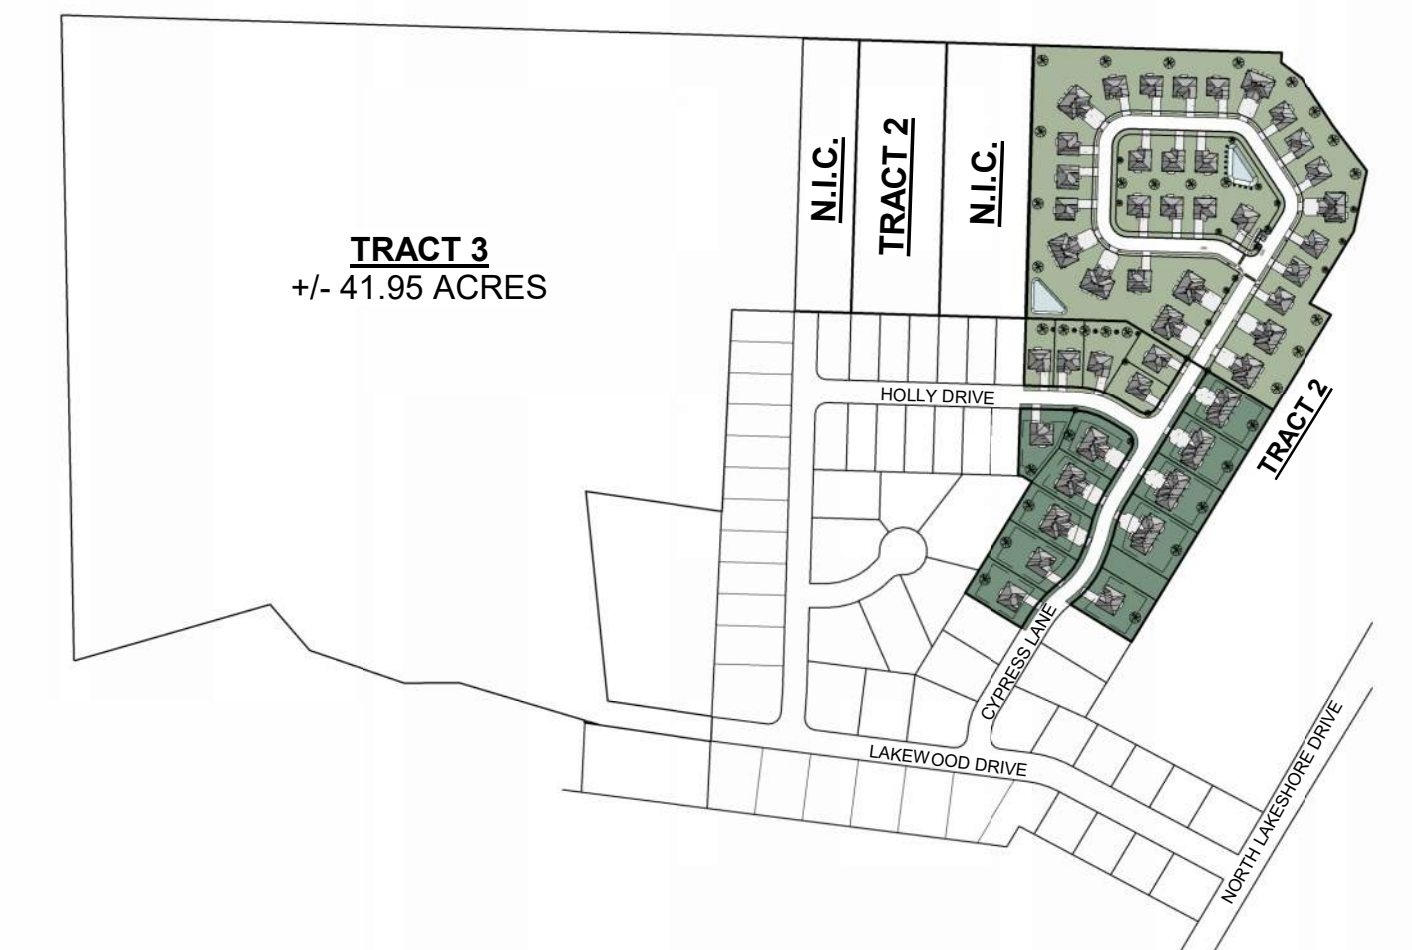 TRACT 3
+/- 41.95 ACRES
N.I.C.
TRACT 2
N.I.C.
HOLLY DRIVE
TRACT 2
CYPRESS LANE
LAKEWOOD DRIVE
NORTH LAKESHORE DRIVE